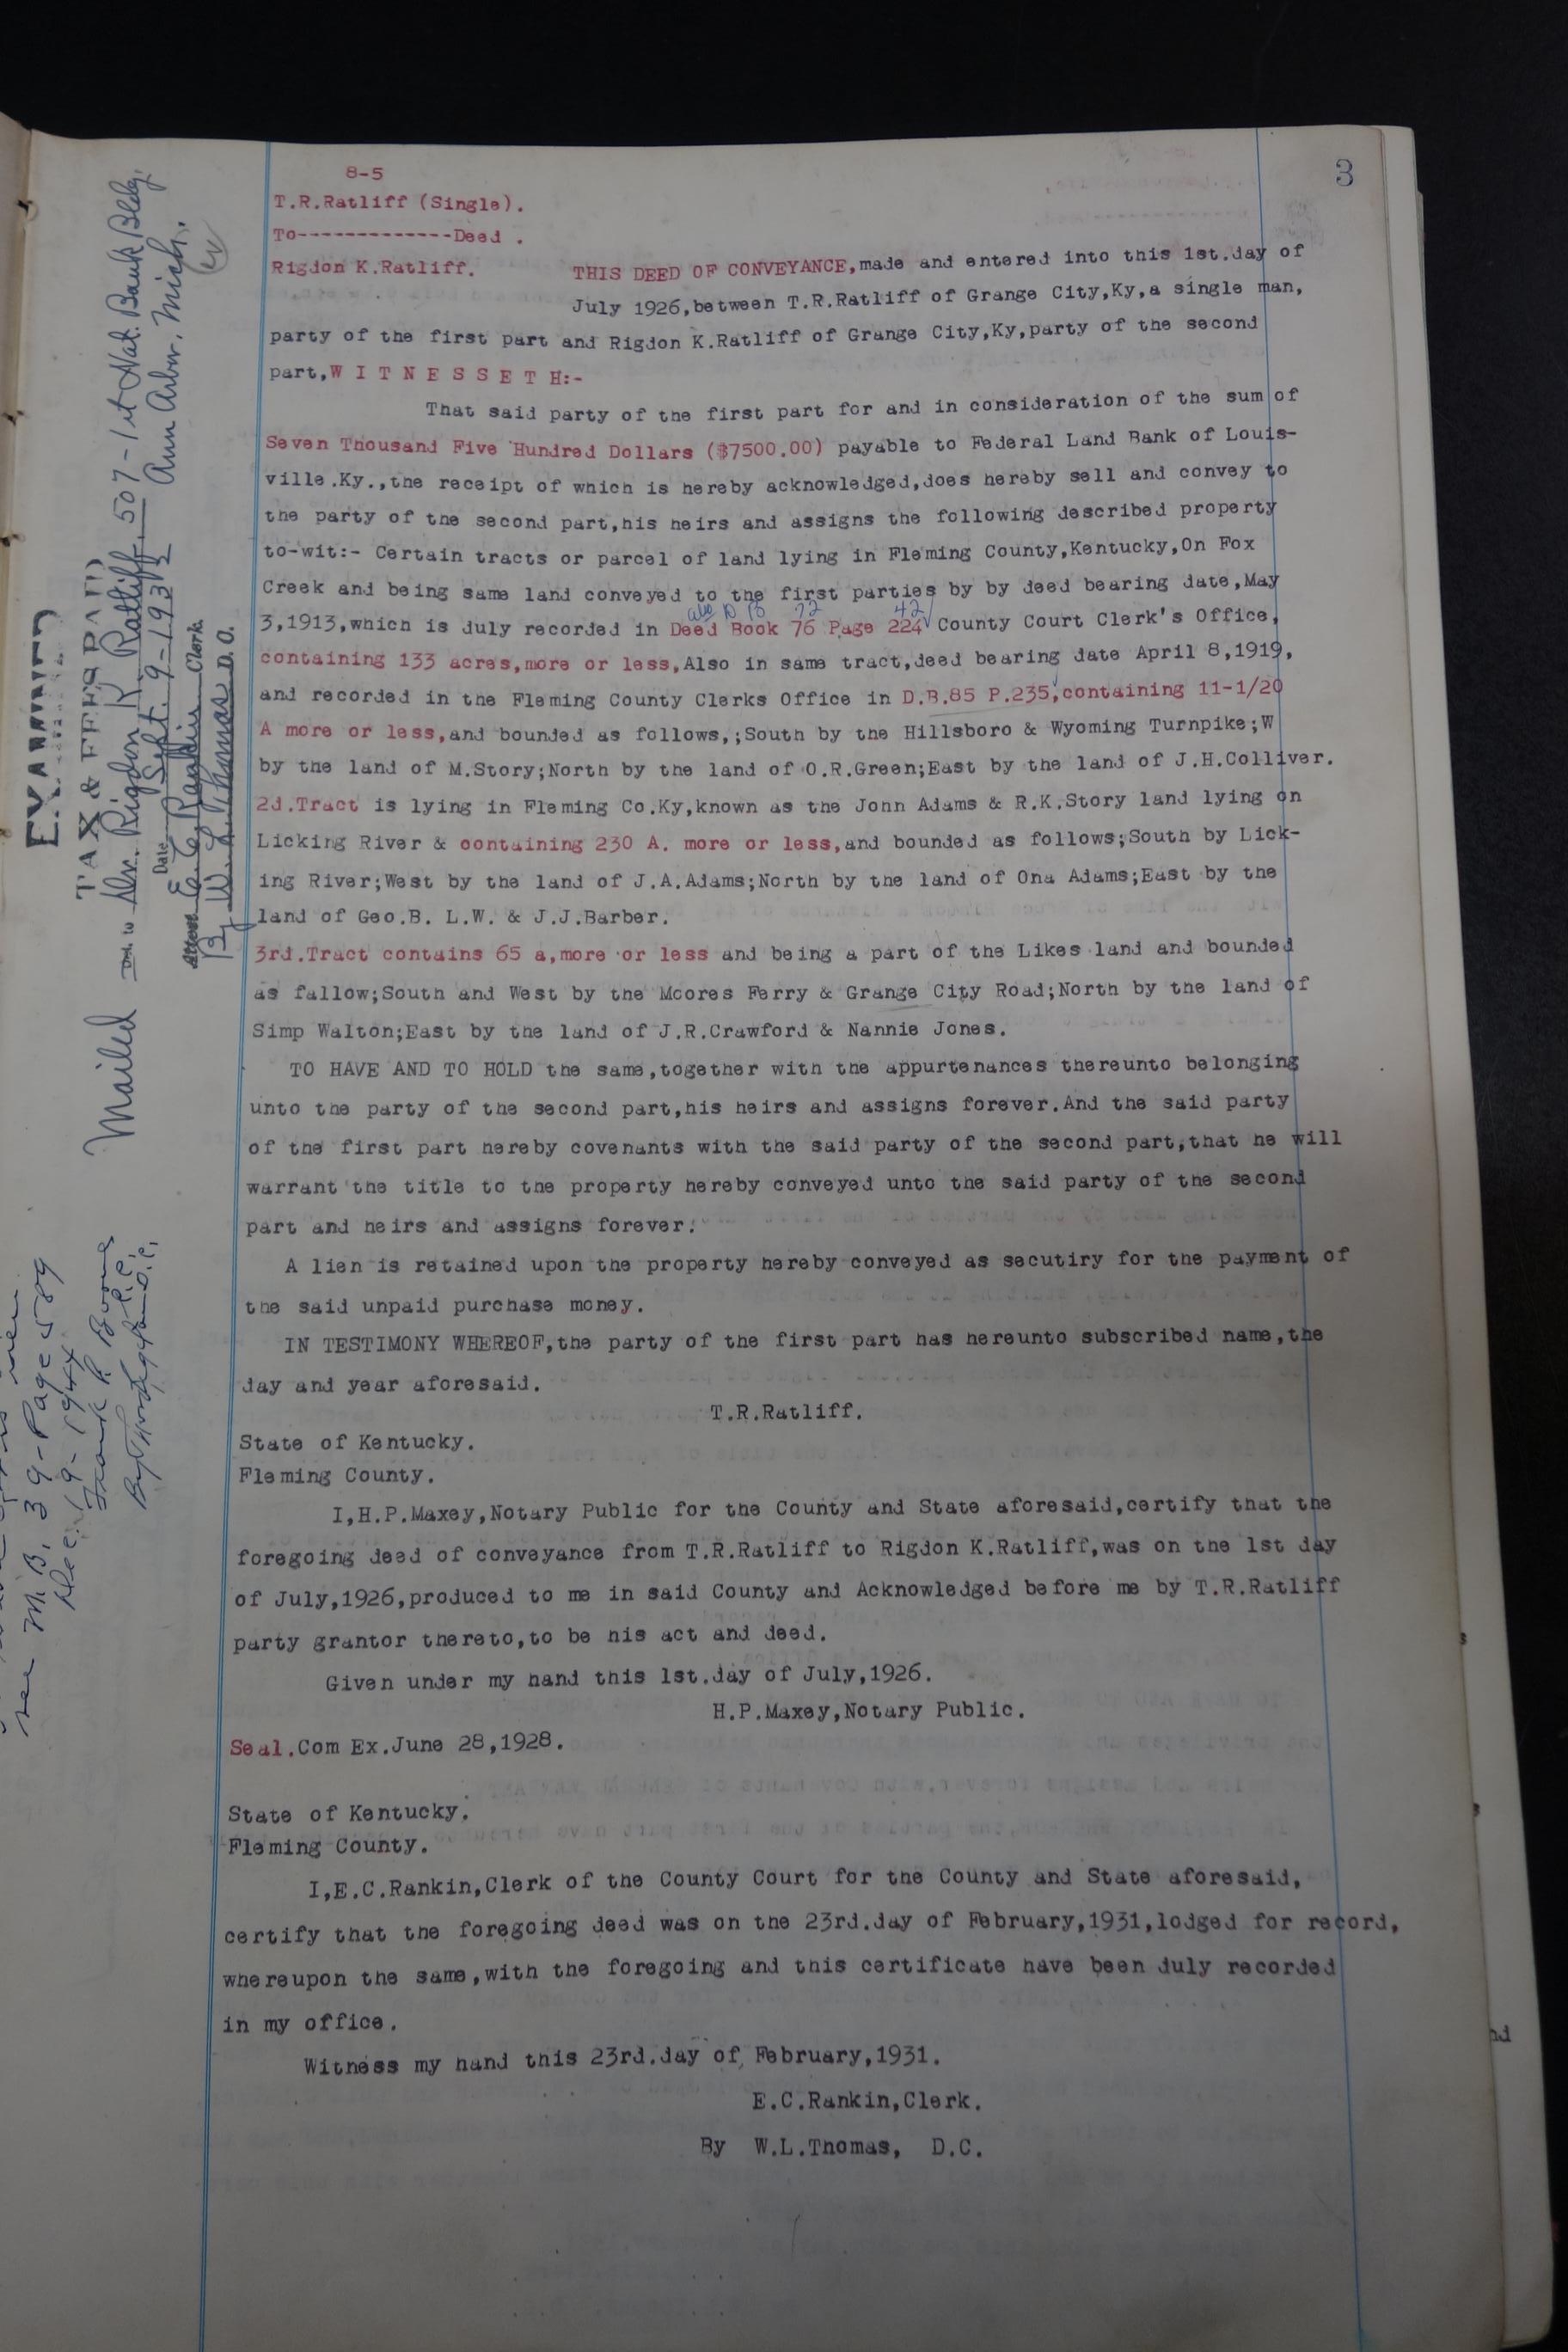 3
8-5
T.R.Ratliff (Single).
To-------------Deed .
Rigdon K.Ratliff. THIS DEED OF CONVEYANCE,made and entered into this 1st.day of
July 1926,between T.R.Ratliff of Grange City,Ky,a single man,
party of the first part and Rigdon K.Ratliff of Grange City,Ky,party of the second
part,W I T N E S S E T H:-
That said party of the first part for and in consideration of the sum of
Seven Thousand Five Hundred Dollars ($7500.00) payable to Federal Land Bank of Louis-
ville.Ky.,the receipt of which is hereby acknowledged,does hereby sell and convey to
the party of the second part,his heirs and assigns the following described property
to-wit:- Certain tracts or parcel of land lying in Fleming County,Kentucky,On Fox
Creek and being same land conveyed to the first parties by by deed bearing date,May
also D B 72 42
3,1913,which is duly recorded in Deed Book 76 Page 224 County Court Clerk's Office,
containing 133 acres,more or less,Also in same tract,deed bearing date April 8,1919,
and recorded in the Fleming County Clerks Office in D.B.85 P.235,containing 11-1/20
A more or less,and bounded as follows,;South by the Hillsboro & Wyoming Turnpike;W
by the land of M.Story;North by the land of O.R.Green;East by the land of J.H.Colliver.
2d.Tract is lying in Fleming Co.Ky,known as the John Adams & R.K.Story land lying on
Licking River & containing 230 A. more or less,and bounded as follows;South by Lick-
ing River;West by the land of J.A.Adams;North by the land of Ona Adams;East by the
land of Geo.B. L.W. & J.J.Barber.
3rd.Tract contains 65 a,more or less and being a part of the Likes land and bounded
as fallow;South and West by the Moores Ferry & Grange City Road;North by the land of
Simp Walton;East by the land of J.R.Crawford & Nannie Jones.
TO HAVE AND TO HOLD the same,together with the appurtenances thereunto belonging
unto the party of the second part,his heirs and assigns forever.And the said party
of the first part hereby covenants with the said party of the second part,that he will
warrant the title to the property hereby conveyed unto the said party of the second
part and heirs and assigns forever.
A lien is retained upon the property hereby conveyed as secutiry for the payment of
the said unpaid purchase money.
IN TESTIMONY WHEREOF,the party of the first part has hereunto subscribed name,the
day and year aforesaid.
T.R.Ratliff.
State of Kentucky.
Fleming County.
I,H.P.Maxey,Notary Public for the County and State aforesaid,certify that the
foregoing deed of conveyance from T.R.Ratliff to Rigdon K.Ratliff,was on the 1st day
of July,1926,produced to me in said County and Acknowledged before me by T.R.Ratliff
party grantor thereto,to be his act and deed.
Given under my hand this 1st.day of July,1926.
H.P.Maxey,Notary Public.
Seal.Com Ex.June 28,1928.
State of Kentucky.
Fleming County.
I,E.C.Rankin,Clerk of the County Court for the County and State aforesaid,
certify that the foregoing deed was on the 23rd.day of February,1931,lodged for record,
whereupon the same,with the foregoing and this certificate have been duly recorded
in my office.
Witness my hand this 23rd.day of February,1931.
E.C.Rankin,Clerk.
By W.L.Thomas, D.C.
EXAMINED
TAX & FEES PAID
Mailed Dr. Rigdon K Ratliff, 507-1st Nat. Bank Bldg.
Ann Arbor, Mich.
Date Sept. 9-1932
Attest E C Rankin Clerk.
By W. L. Thomas D.C.
see M.B. 39-Page 589
Dec. 19-1944
Frank P.
By D.C.